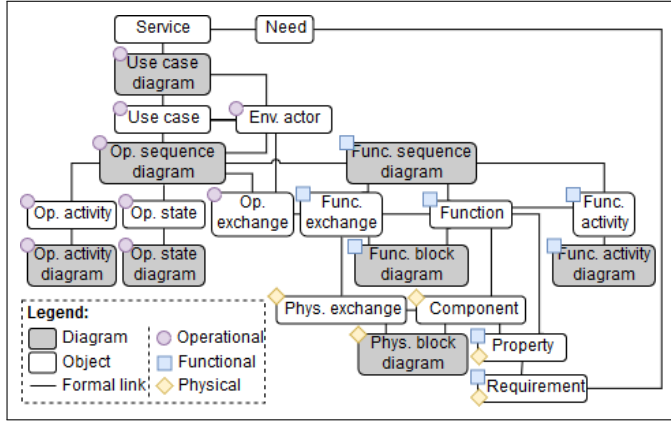 Service
Need
Use case
diagram
Use case
Env. actor
Op. sequence
diagram
Func. sequence
diagram
Op. activity
Op. state
Op.
exchange
Func.
exchange
Function
Func.
activity
Op. activity
diagram
Op. state
diagram
Func. block
diagram
Func. activity
diagram
Phys. exchange
Component
Phys. block
diagram
Property
Requirement
Legend:
Diagram
Object
Formal link
Operational
Functional
Physical